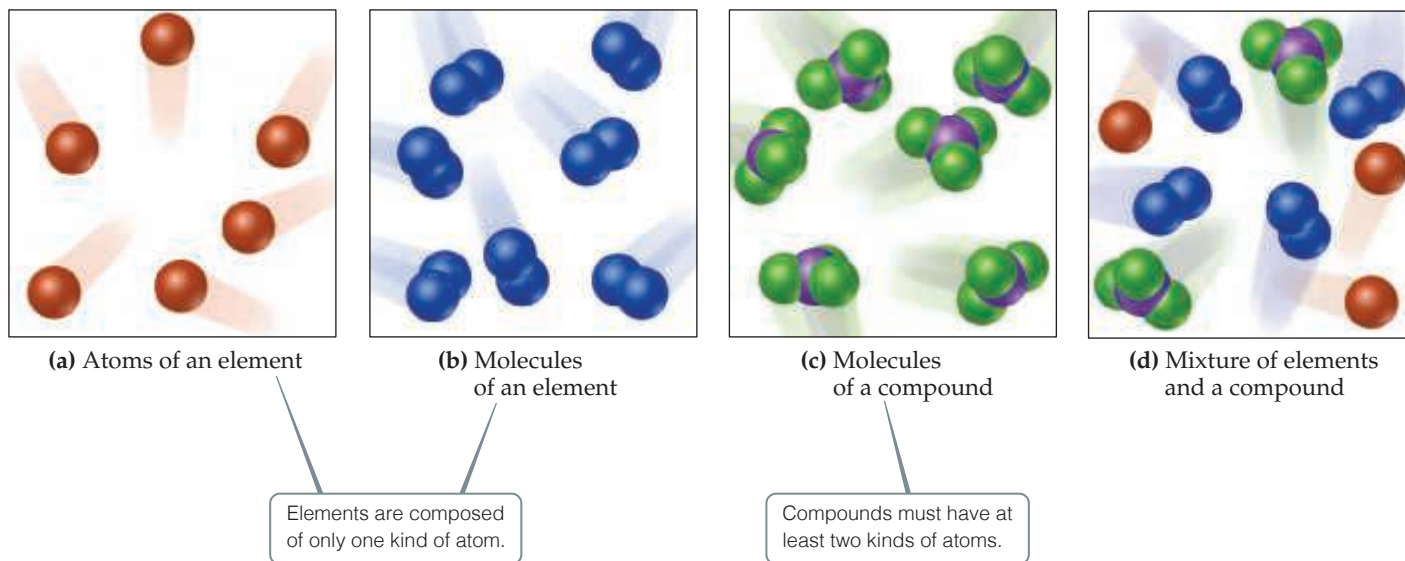 (a) Atoms of an element
(b) Molecules
of an element
(c) Molecules
of a compound
(d) Mixture of elements
and a compound
Elements are composed
of only one kind of atom.
Compounds must have at
least two kinds of atoms.